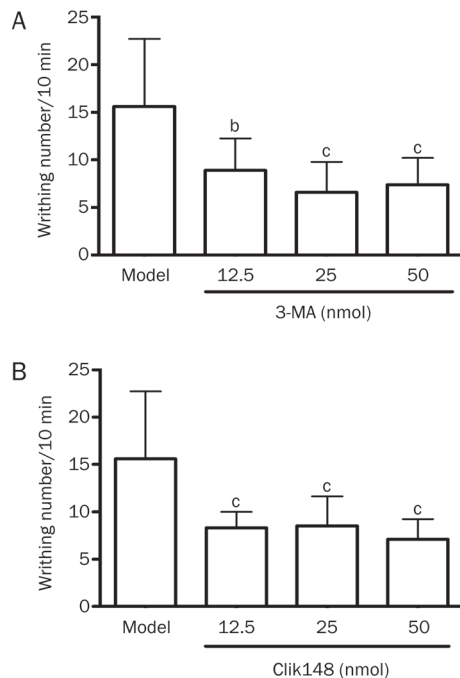 A
Writhing number/10 min
25
20
15
10
5
0
b
c
c
Model 12.5 25 50
3-MA (nmol)
B
Writhing number/10 min
25
20
15
10
5
0
c
c
c
Model 12.5 25 50
Clik148 (nmol)